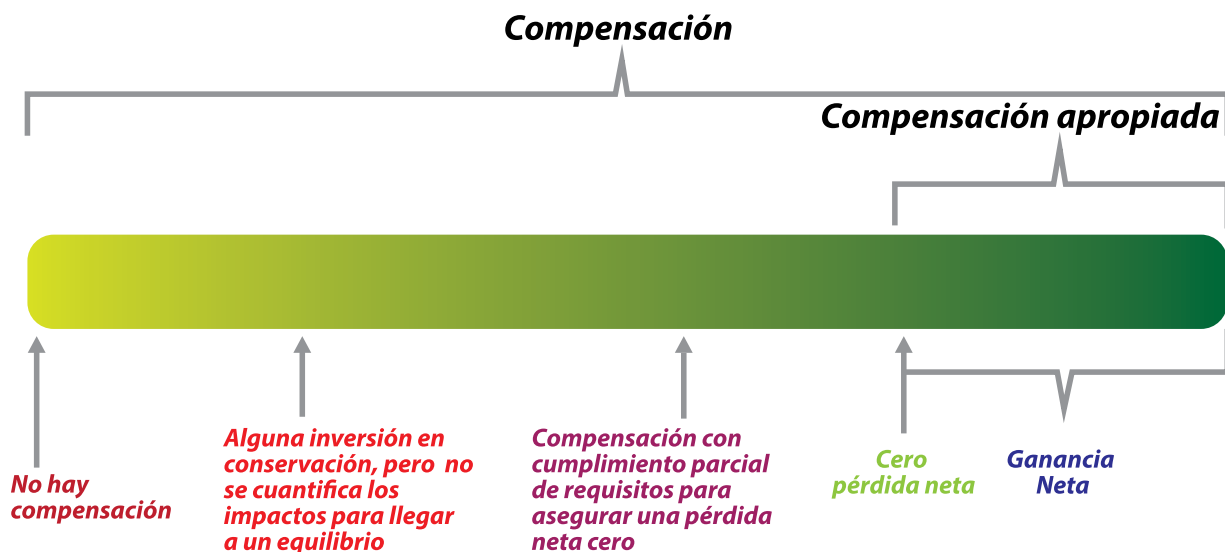 Compensación
Compensación apropiada
No hay
compensación
Alguna inversión en
conservación, pero no
se cuantifica los
impactos para llegar
a un equilibrio
Compensación con
cumplimiento parcial
de requisitos para
asegurar una pérdida
neta cero
Cero
pérdida neta
Ganancia
Neta